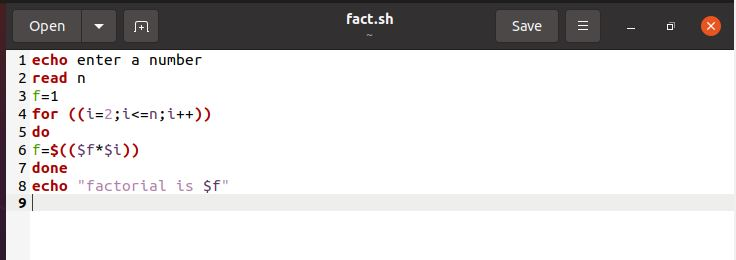 Open
fact.sh
~
Save
1 echo enter a number
2 read n
3 f=1
4 for ((i=2;i<=n;i++))
5 do
6 f=$(($f*$i))
7 done
8 echo "factorial is $f"
9